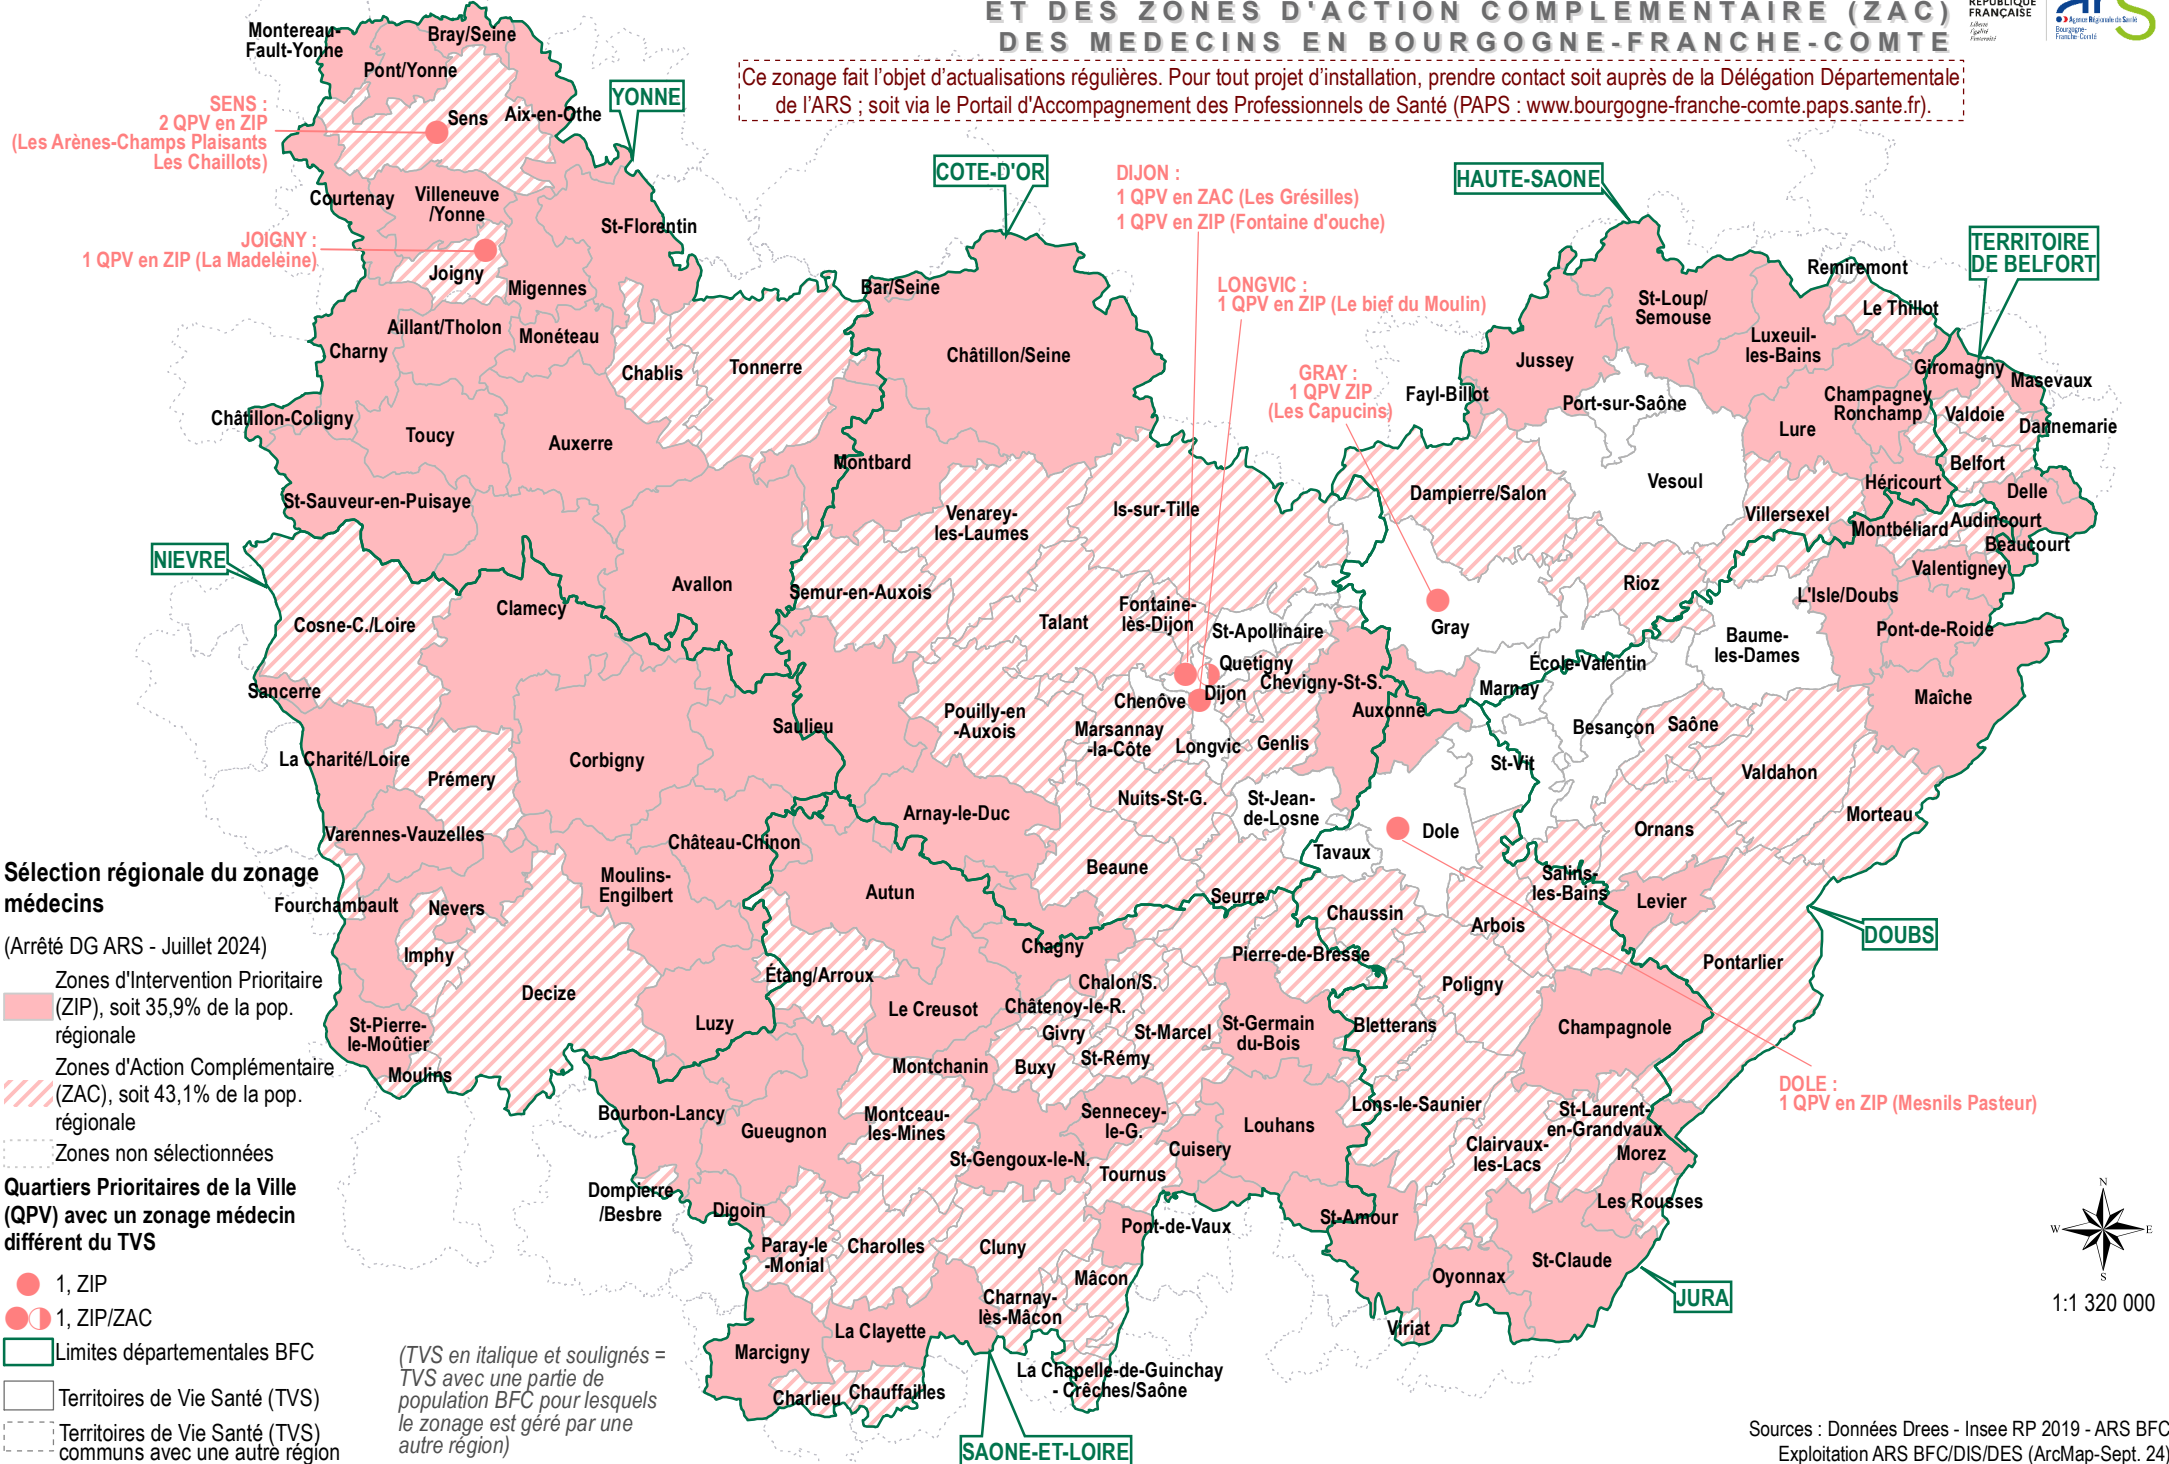 ET DES ZONES D'ACTION COMPLEMENTAIRE (ZAC)
DES MEDECINS EN BOURGOGNE-FRANCHE-COMTE
RÉPUBLIQUE
FRANÇAISE
Liberté
Égalité
Fraternité
Agence Régionale de Santé
Bourgogne-
Franche-Comté
Ce zonage fait l'objet d'actualisations régulières. Pour tout projet d'installation, prendre contact soit auprès de la Délégation Départementale
de l'ARS ; soit via le Portail d'Accompagnement des Professionnels de Santé (PAPS : www.bourgogne-franche-comte.paps.sante.fr).
Montereau-
Fault-Yonne
Bray/Seine
Pont/Yonne
SENS :
2 QPV en ZIP
(Les Arènes-Champs Plaisants
Les Chaillots)
Sens
Aix-en-Othe
YONNE
COTE-D'OR
DIJON :
1 QPV en ZAC (Les Grésilles)
1 QPV en ZIP (Fontaine d'ouche)
HAUTE-SAONE
TERRITOIRE
DE BELFORT
Courtenay
Villeneuve
/Yonne
St-Florentin
JOIGNY :
1 QPV en ZIP (La Madeleine)
Joigny
Migennes
Bar/Seine
LONGVIC :
1 QPV en ZIP (Le bief du Moulin)
Remiremont
Le Thillot
St-Loup/
Semouse
Luxeuil-
les-Bains
Aillant/Tholon
Monéteau
Charny
Chablis
Tonnerre
Châtillon/Seine
GRAY :
1 QPV ZIP
(Les Capucins)
Jussey
Fayl-Billot
Port-sur-Saône
Giromagny
Masevaux
Champagney
Ronchamp
Valdoie
Dannemarie
Lure
Belfort
Châtillon-Coligny
Toucy
Auxerre
Montbard
Vesoul
Héricourt
Delle
Dampierre/Salon
St-Sauveur-en-Puisaye
Venarey-
les-Laumes
Is-sur-Tille
Villersexel
Montbéliard
Audincourt
Beaucourt
Valentigney
NIEVRE
Avallon
Semur-en-Auxois
Clamecy
Cosne-C./Loire
Talant
Fontaine-
lès-Dijon
St-Apollinaire
Rioz
L'Isle/Doubs
Pont-de-Roide
Gray
Baume-
les-Dames
École-Valentin
Quetigny
Chevigny-St-S.
Dijon
Chenôve
Marnay
Maîche
Sancerre
Auxonne
Saulieu
Pouilly-en
-Auxois
Marsannay
-la-Côte
Longvic
Genlis
Besançon
Saône
La Charité/Loire
Prémery
Corbigny
St-Vit
Valdahon
Nuits-St-G.
St-Jean-
de-Losne
Arnay-le-Duc
Morteau
Varennes-Vauzelles
Château-Chinon
Dole
Ornans
Tavaux
Moulins-
Engilbert
Autun
Beaune
Seurre
Salins-
les-Bains
Levier
Fourchambault
Nevers
Chaussin
Arbois
DOUBS
Imphy
Chagny
Pierre-de-Bresse
Pontarlier
Étang/Arroux
Decize
Chalon/S.
Châtenoy-le-R.
Poligny
Le Creusot
Givry
St-Marcel
St-Germain
du-Bois
Bletterans
Champagnole
St-Pierre-
le-Moûtier
Luzy
Montchanin
Buxy
St-Rémy
Moulins
DOLE :
1 QPV en ZIP (Mesnils Pasteur)
Bourbon-Lancy
Gueugnon
Montceau-
les-Mines
Sennecey-
le-G.
Louhans
Lons-le-Saunier
St-Laurent-
en-Grandvaux
Clairvaux-
les-Lacs
Morez
St-Gengoux-le-N.
Cuisery
Tournus
Dompierre
/Besbre
Digoin
Les Rousses
Pont-de-Vaux
St-Amour
Paray-le
-Monial
Charolles
Cluny
St-Claude
Mâcon
Oyonnax
Charnay-
lès-Mâcon
JURA
La Clayette
Viriat
Marcigny
La Chapelle-de-Guinchay
- Crêches/Saône
Charlieu
Chauffailles
SAONE-ET-LOIRE
Sélection régionale du zonage
médecins
(Arrêté DG ARS - Juillet 2024)
Zones d'Intervention Prioritaire
(ZIP), soit 35,9% de la pop.
régionale
Zones d'Action Complémentaire
(ZAC), soit 43,1% de la pop.
régionale
Zones non sélectionnées
Quartiers Prioritaires de la Ville
(QPV) avec un zonage médecin
différent du TVS
1, ZIP
1, ZIP/ZAC
Limites départementales BFC
Territoires de Vie Santé (TVS)
Territoires de Vie Santé (TVS)
communs avec une autre région
(TVS en italique et soulignés =
TVS avec une partie de
population BFC pour lesquels
le zonage est géré par une
autre région)
N
W
E
S
1:1 320 000
Sources : Données Drees - Insee RP 2019 - ARS BFC
Exploitation ARS BFC/DIS/DES (ArcMap-Sept. 24)